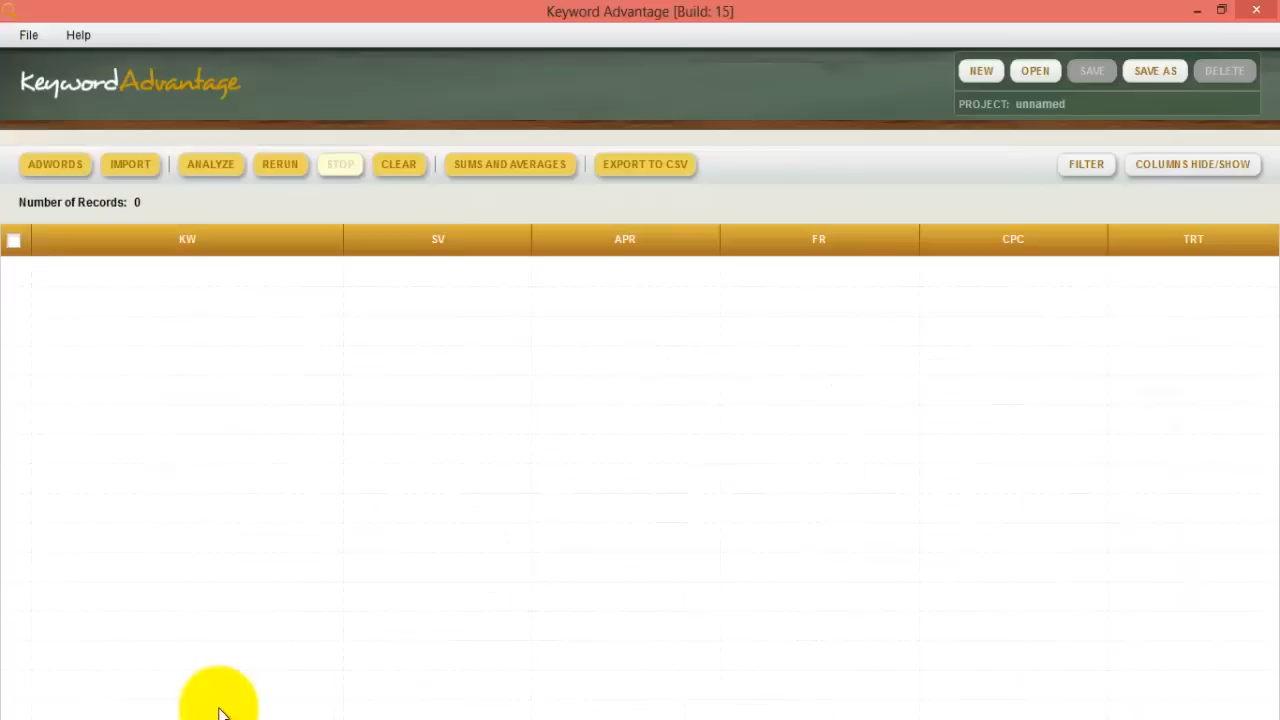 Keyword Advantage [Build: 15]
File Help
KeywordAdvantage
NEW OPEN SAVE SAVE AS DELETE
PROJECT: unnamed
ADWORDS IMPORT ANALYZE RERUN STOP CLEAR SUMS AND AVERAGES EXPORT TO CSV FILTER COLUMNS HIDE/SHOW
Number of Records: 0
KW SV APR FR CPC TRT